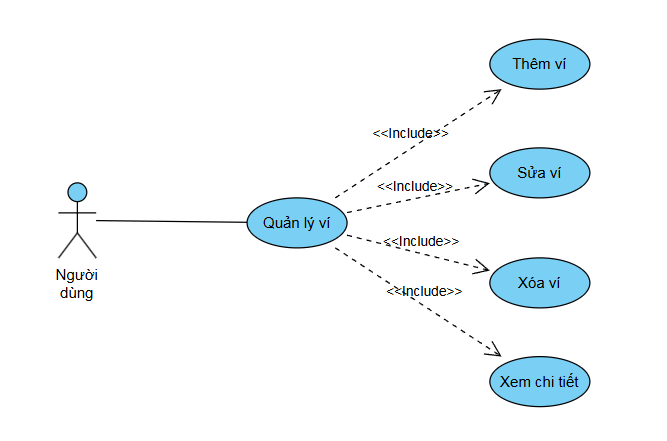 Thêm ví
<<Include>>
Sửa ví
<<Include>>
Quản lý ví
<<Include>>
Xóa ví
<<Include>>
Xem chi tiết
Người
dùng